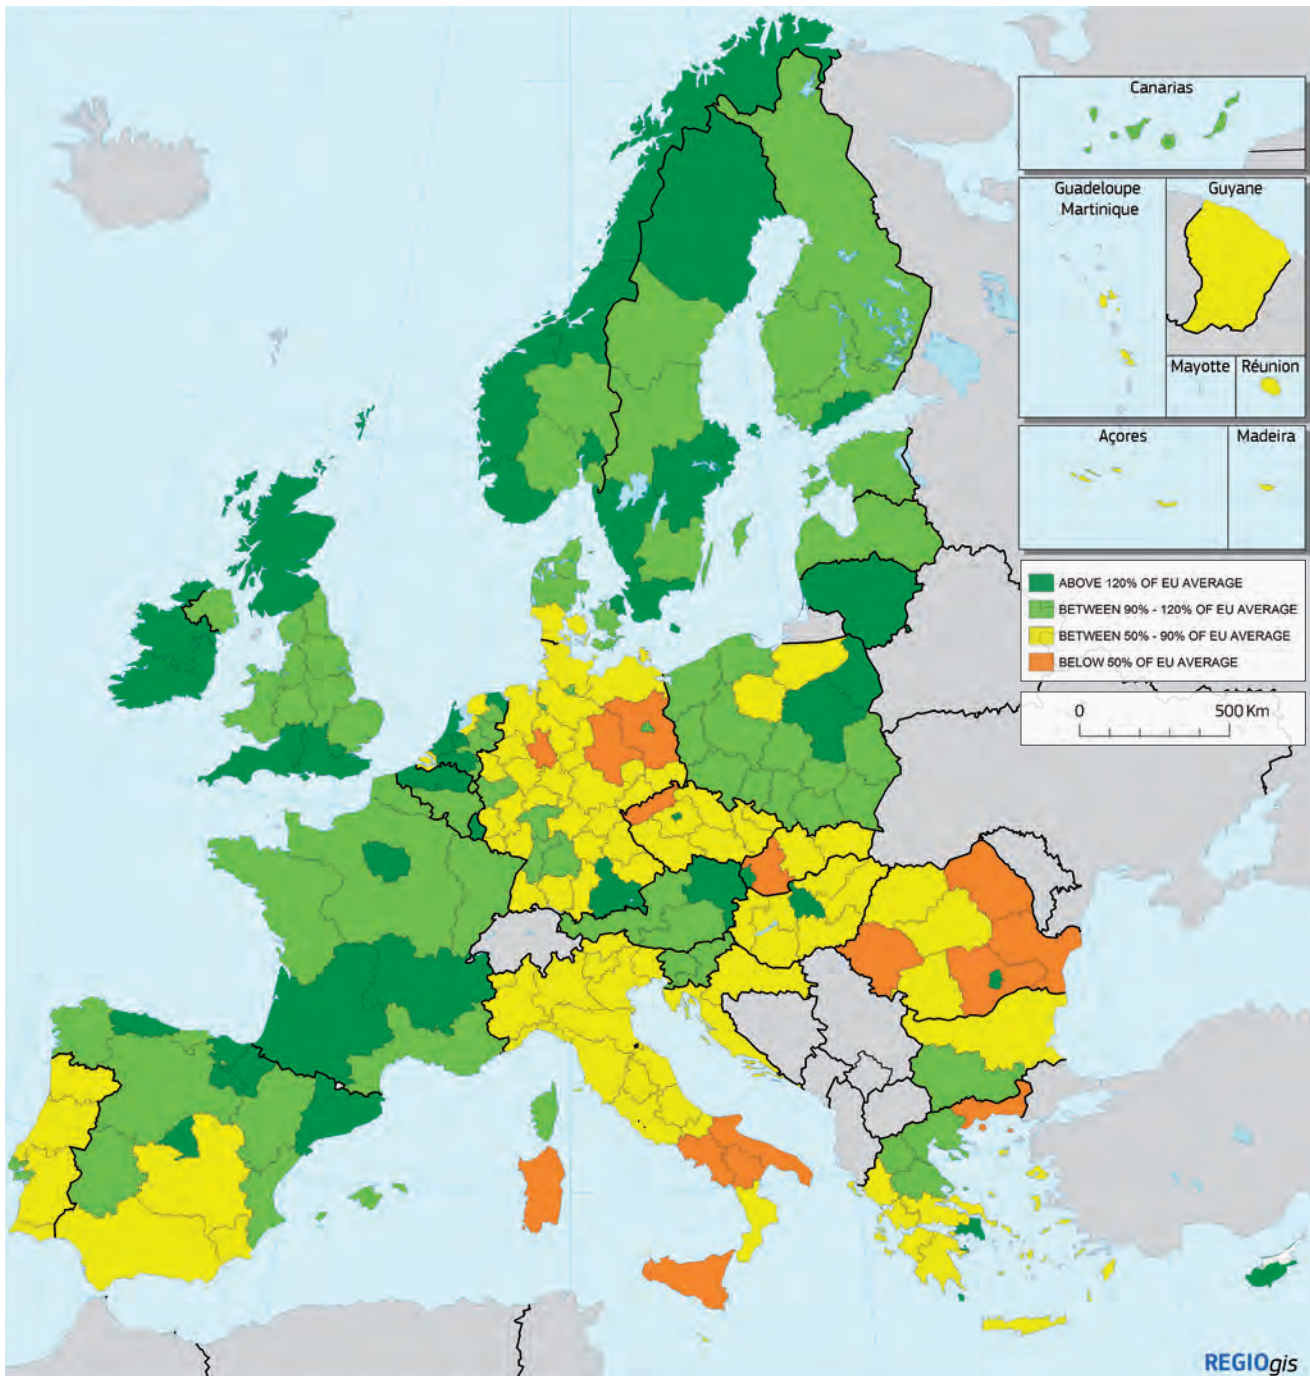 Canarias
Guadeloupe
Martinique
Guyane
Mayotte
Réunion
Açores
Madeira
ABOVE 120% OF EU AVERAGE
BETWEEN 90% - 120% OF EU AVERAGE
BETWEEN 50% - 90% OF EU AVERAGE
BELOW 50% OF EU AVERAGE
0 500 Km
REGIOgis